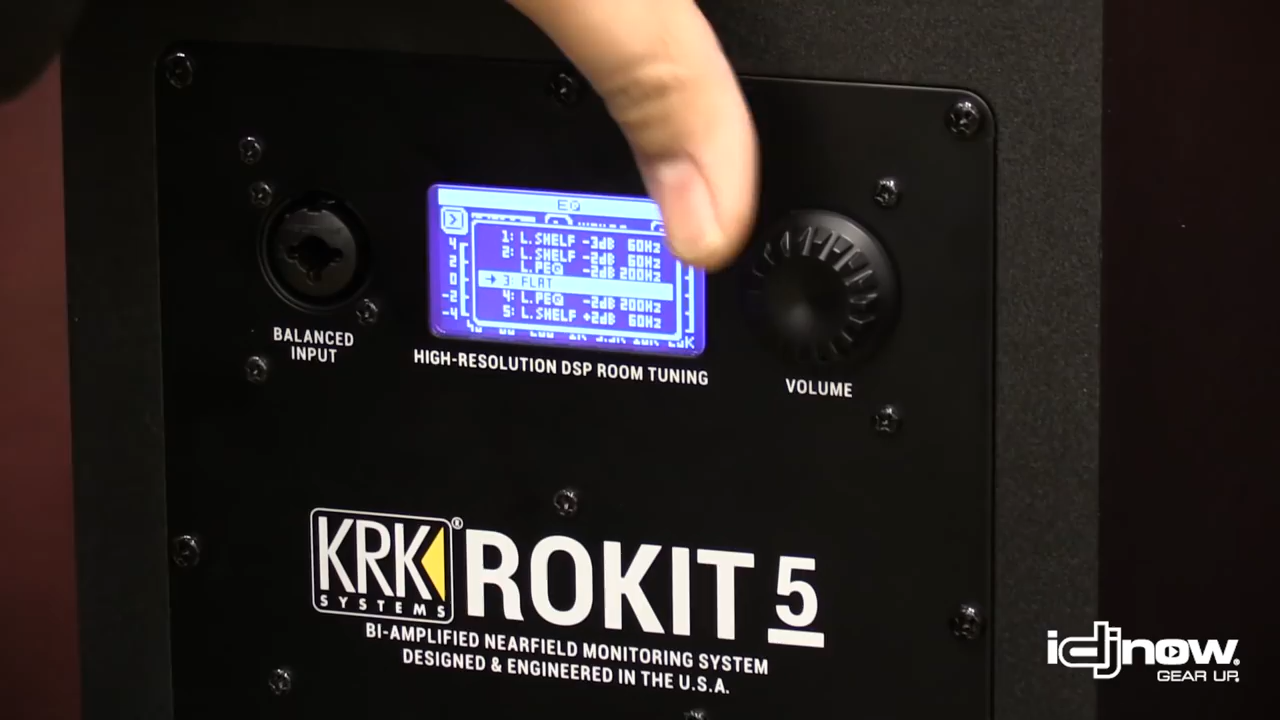 EQ
1: L.SHELF -3dB 60Hz
2: L.SHELF -2dB 60Hz
L.PEQ -2dB 200Hz
3: FLAT
4: L.PEQ -2dB 200Hz
5: L.SHELF +2dB 60Hz
4
2
0
-2
-4
BALANCED
INPUT
HIGH-RESOLUTION DSP ROOM TUNING
VOLUME
KRK®
SYSTEMS
ROKIT 5
BI-AMPLIFIED NEARFIELD MONITORING SYSTEM
DESIGNED & ENGINEERED IN THE U.S.A.
idjnow.
GEAR UP.